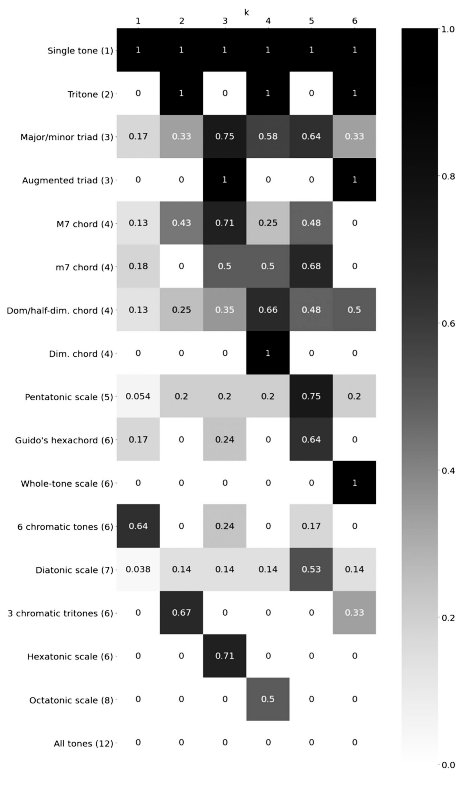 k
1 2 3 4 5 6
Single tone (1) 1 1 1 1 1 1
Tritone (2) 0 1 0 1 0 1
Major/minor triad (3) 0.17 0.33 0.75 0.58 0.64 0.33
Augmented triad (3) 0 0 1 0 0 1
M7 chord (4) 0.13 0.43 0.71 0.25 0.48 0
m7 chord (4) 0.18 0 0.5 0.5 0.68 0
Dom/half-dim. chord (4) 0.13 0.25 0.35 0.66 0.48 0.5
Dim. chord (4) 0 0 0 1 0 0
Pentatonic scale (5) 0.054 0.2 0.2 0.2 0.75 0.2
Guido's hexachord (6) 0.17 0 0.24 0 0.64 0
Whole-tone scale (6) 0 0 0 0 0 1
6 chromatic tones (6) 0.64 0 0.24 0 0.17 0
Diatonic scale (7) 0.038 0.14 0.14 0.14 0.53 0.14
3 chromatic tritones (6) 0 0.67 0 0 0 0.33
Hexatonic scale (6) 0 0 0.71 0 0 0
Octatonic scale (8) 0 0 0 0.5 0 0
All tones (12) 0 0 0 0 0 0
1.0
0.8
0.6
0.4
0.2
0.0